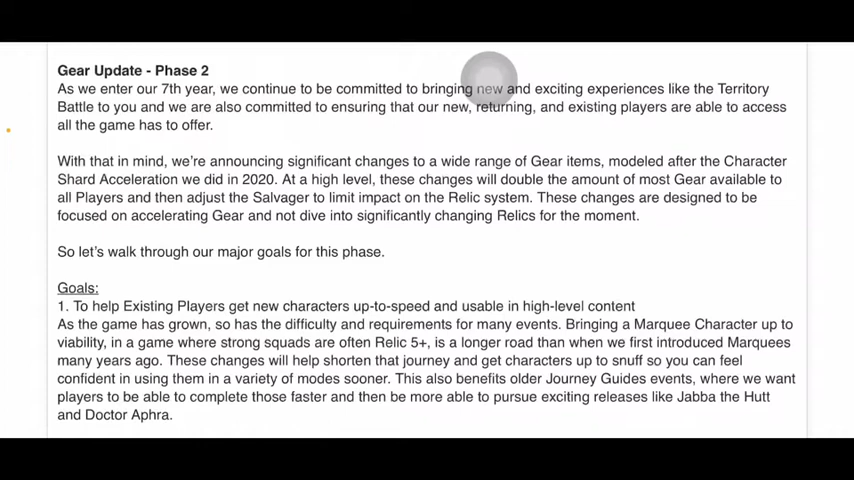 Gear Update - Phase 2
As we enter our 7th year, we continue to be committed to bringing new and exciting experiences like the Territory
Battle to you and we are also committed to ensuring that our new, returning, and existing players are able to access
all the game has to offer.
With that in mind, we're announcing significant changes to a wide range of Gear items, modeled after the Character
Shard Acceleration we did in 2020. At a high level, these changes will double the amount of most Gear available to
all Players and then adjust the Salvager to limit impact on the Relic system. These changes are designed to be
focused on accelerating Gear and not dive into significantly changing Relics for the moment.
So let's walk through our major goals for this phase.
Goals:
1. To help Existing Players get new characters up-to-speed and usable in high-level content
As the game has grown, so has the difficulty and requirements for many events. Bringing a Marquee Character up to
viability, in a game where strong squads are often Relic 5+, is a longer road than when we first introduced Marquees
many years ago. These changes will help shorten that journey and get characters up to snuff so you can feel
confident in using them in a variety of modes sooner. This also benefits older Journey Guides events, where we want
players to be able to complete those faster and then be more able to pursue exciting releases like Jabba the Hutt
and Doctor Aphra.